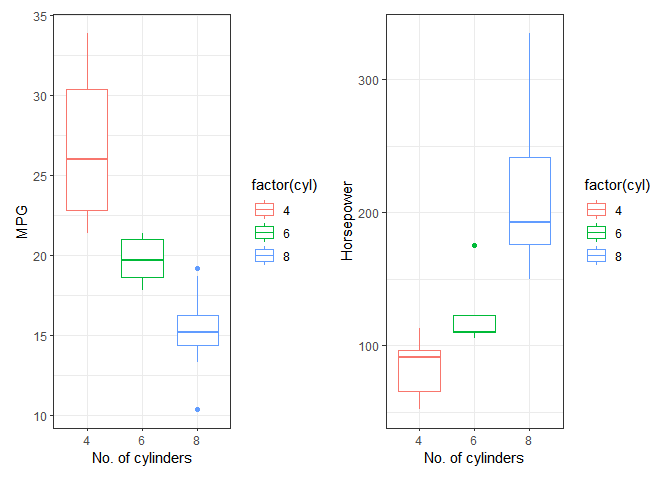 MPG
35
30
25
20
15
10
4 6 8
No. of cylinders
factor(cyl)
4
6
8
Horsepower
300
200
100
4 6 8
No. of cylinders
factor(cyl)
4
6
8